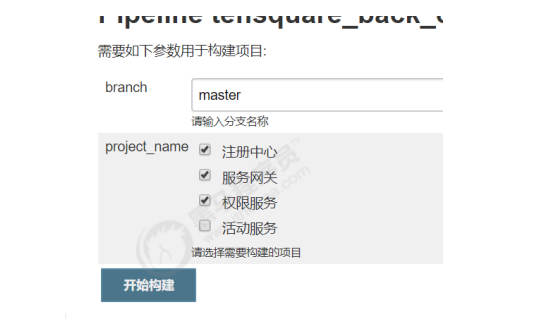 Pipeline tensquare_back_
需要如下参数用于构建项目:
branch
master
请输入分支名称
project_name
注册中心
服务网关
权限服务
活动服务
请选择需要构建的项目
开始构建